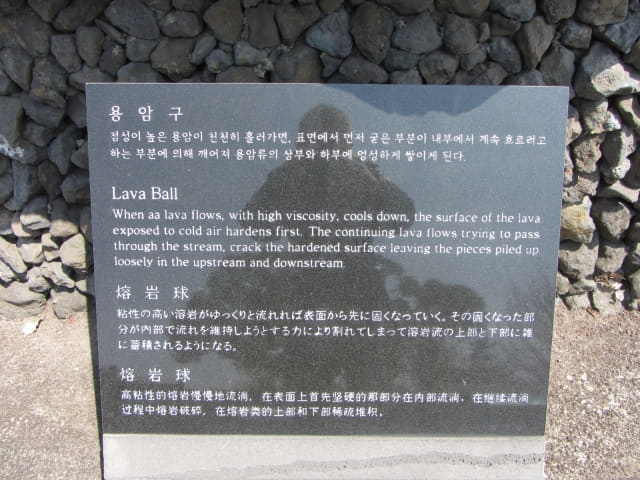 용암구
점성이 높은 용암이 천천히 흘러가면, 표면에서 먼저 굳은 부분이 내부에서 계속 흐르려고
하는 부분에 의해 깨어져 용암류의 상부와 하부에 엉성하게 쌓이게 된다.
Lava Ball
When aa lava flows, with high viscosity, cools down, the surface of the lava
exposed to cold air hardens first. The continuing lava flows trying to pass
through the stream, crack the hardened surface leaving the pieces piled up
loosely in the upstream and downstream.
熔岩球
粘性の高い溶岩がゆっくりと流れれば表面から先に固くなっていく。その固くなった部
分が内部で流れを維持しようとする力により割れてしまって溶岩流の上部と下部に雑
に蓄積されるようになる。
熔岩球
高粘性的熔岩慢慢地流淌，在表面上首先坚硬的那部分在内部流淌，在继续流淌
过程中熔岩破碎，在熔岩类的上部和下部稀疏堆积。